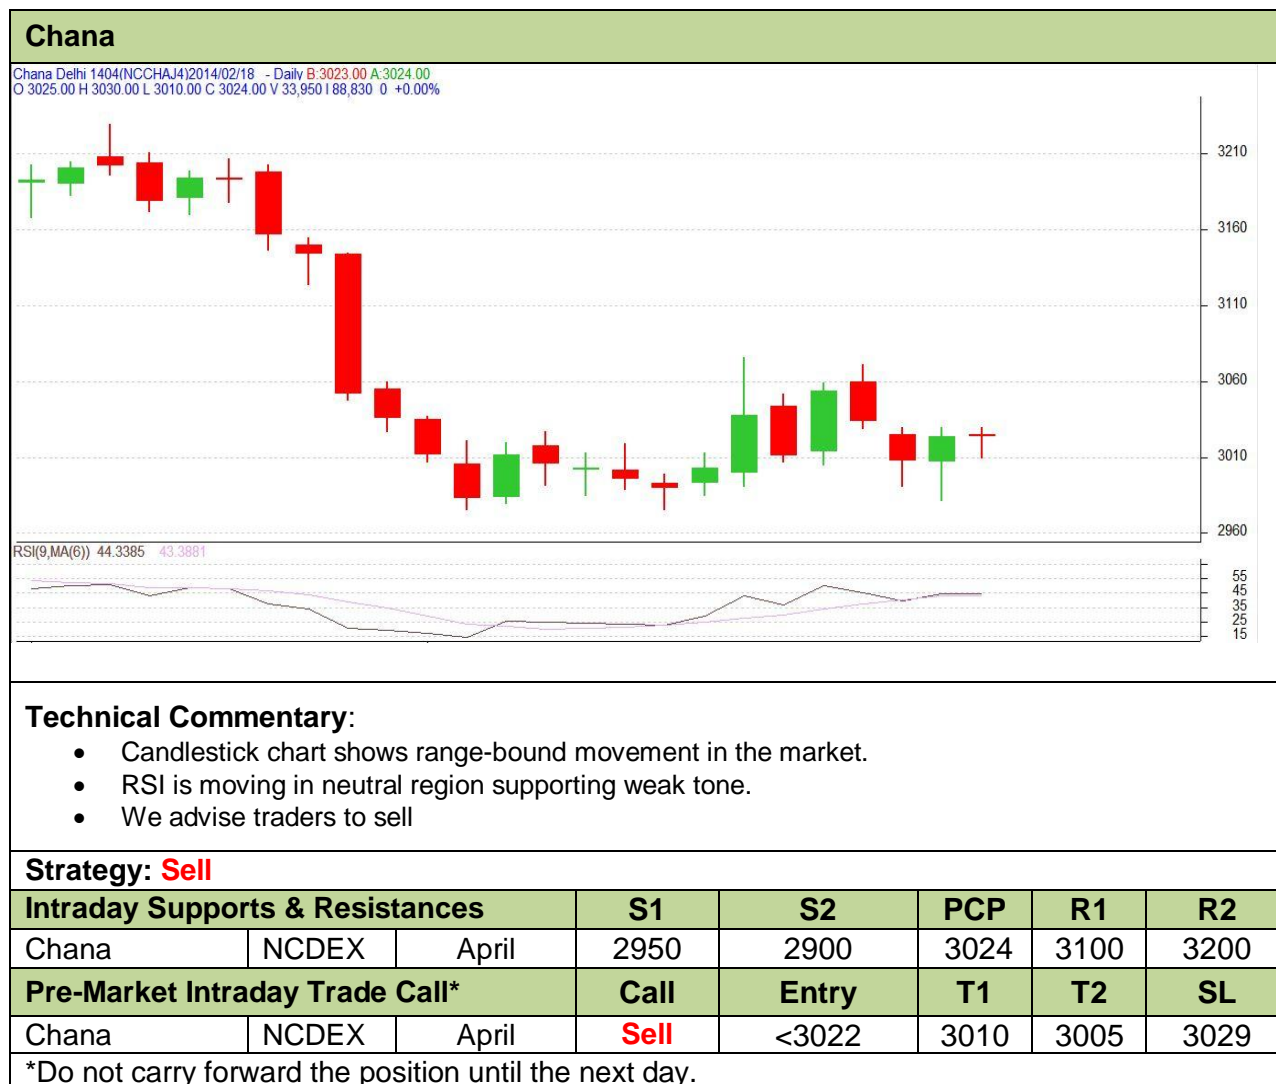 Chana
Chana Delhi 1404(NCCHAJ4)2014/02/18 - Daily B:3023.00 A:3024.00
O 3025.00 H 3030.00 L 3010.00 C 3024.00 V 33,950 I 88,830 0 +0.00%
3210
3160
3110
3060
3010
2960
RSI(9,MA(6)) 44.3385 43.3881
55
45
35
25
15
Technical Commentary:
• Candlestick chart shows range-bound movement in the market.
• RSI is moving in neutral region supporting weak tone.
• We advise traders to sell
Strategy: Sell
Intraday Supports & Resistances S1 S2 PCP R1 R2
Chana NCDEX April 2950 2900 3024 3100 3200
Pre-Market Intraday Trade Call* Call Entry T1 T2 SL
Chana NCDEX April Sell <3022 3010 3005 3029
*Do not carry forward the position until the next day.